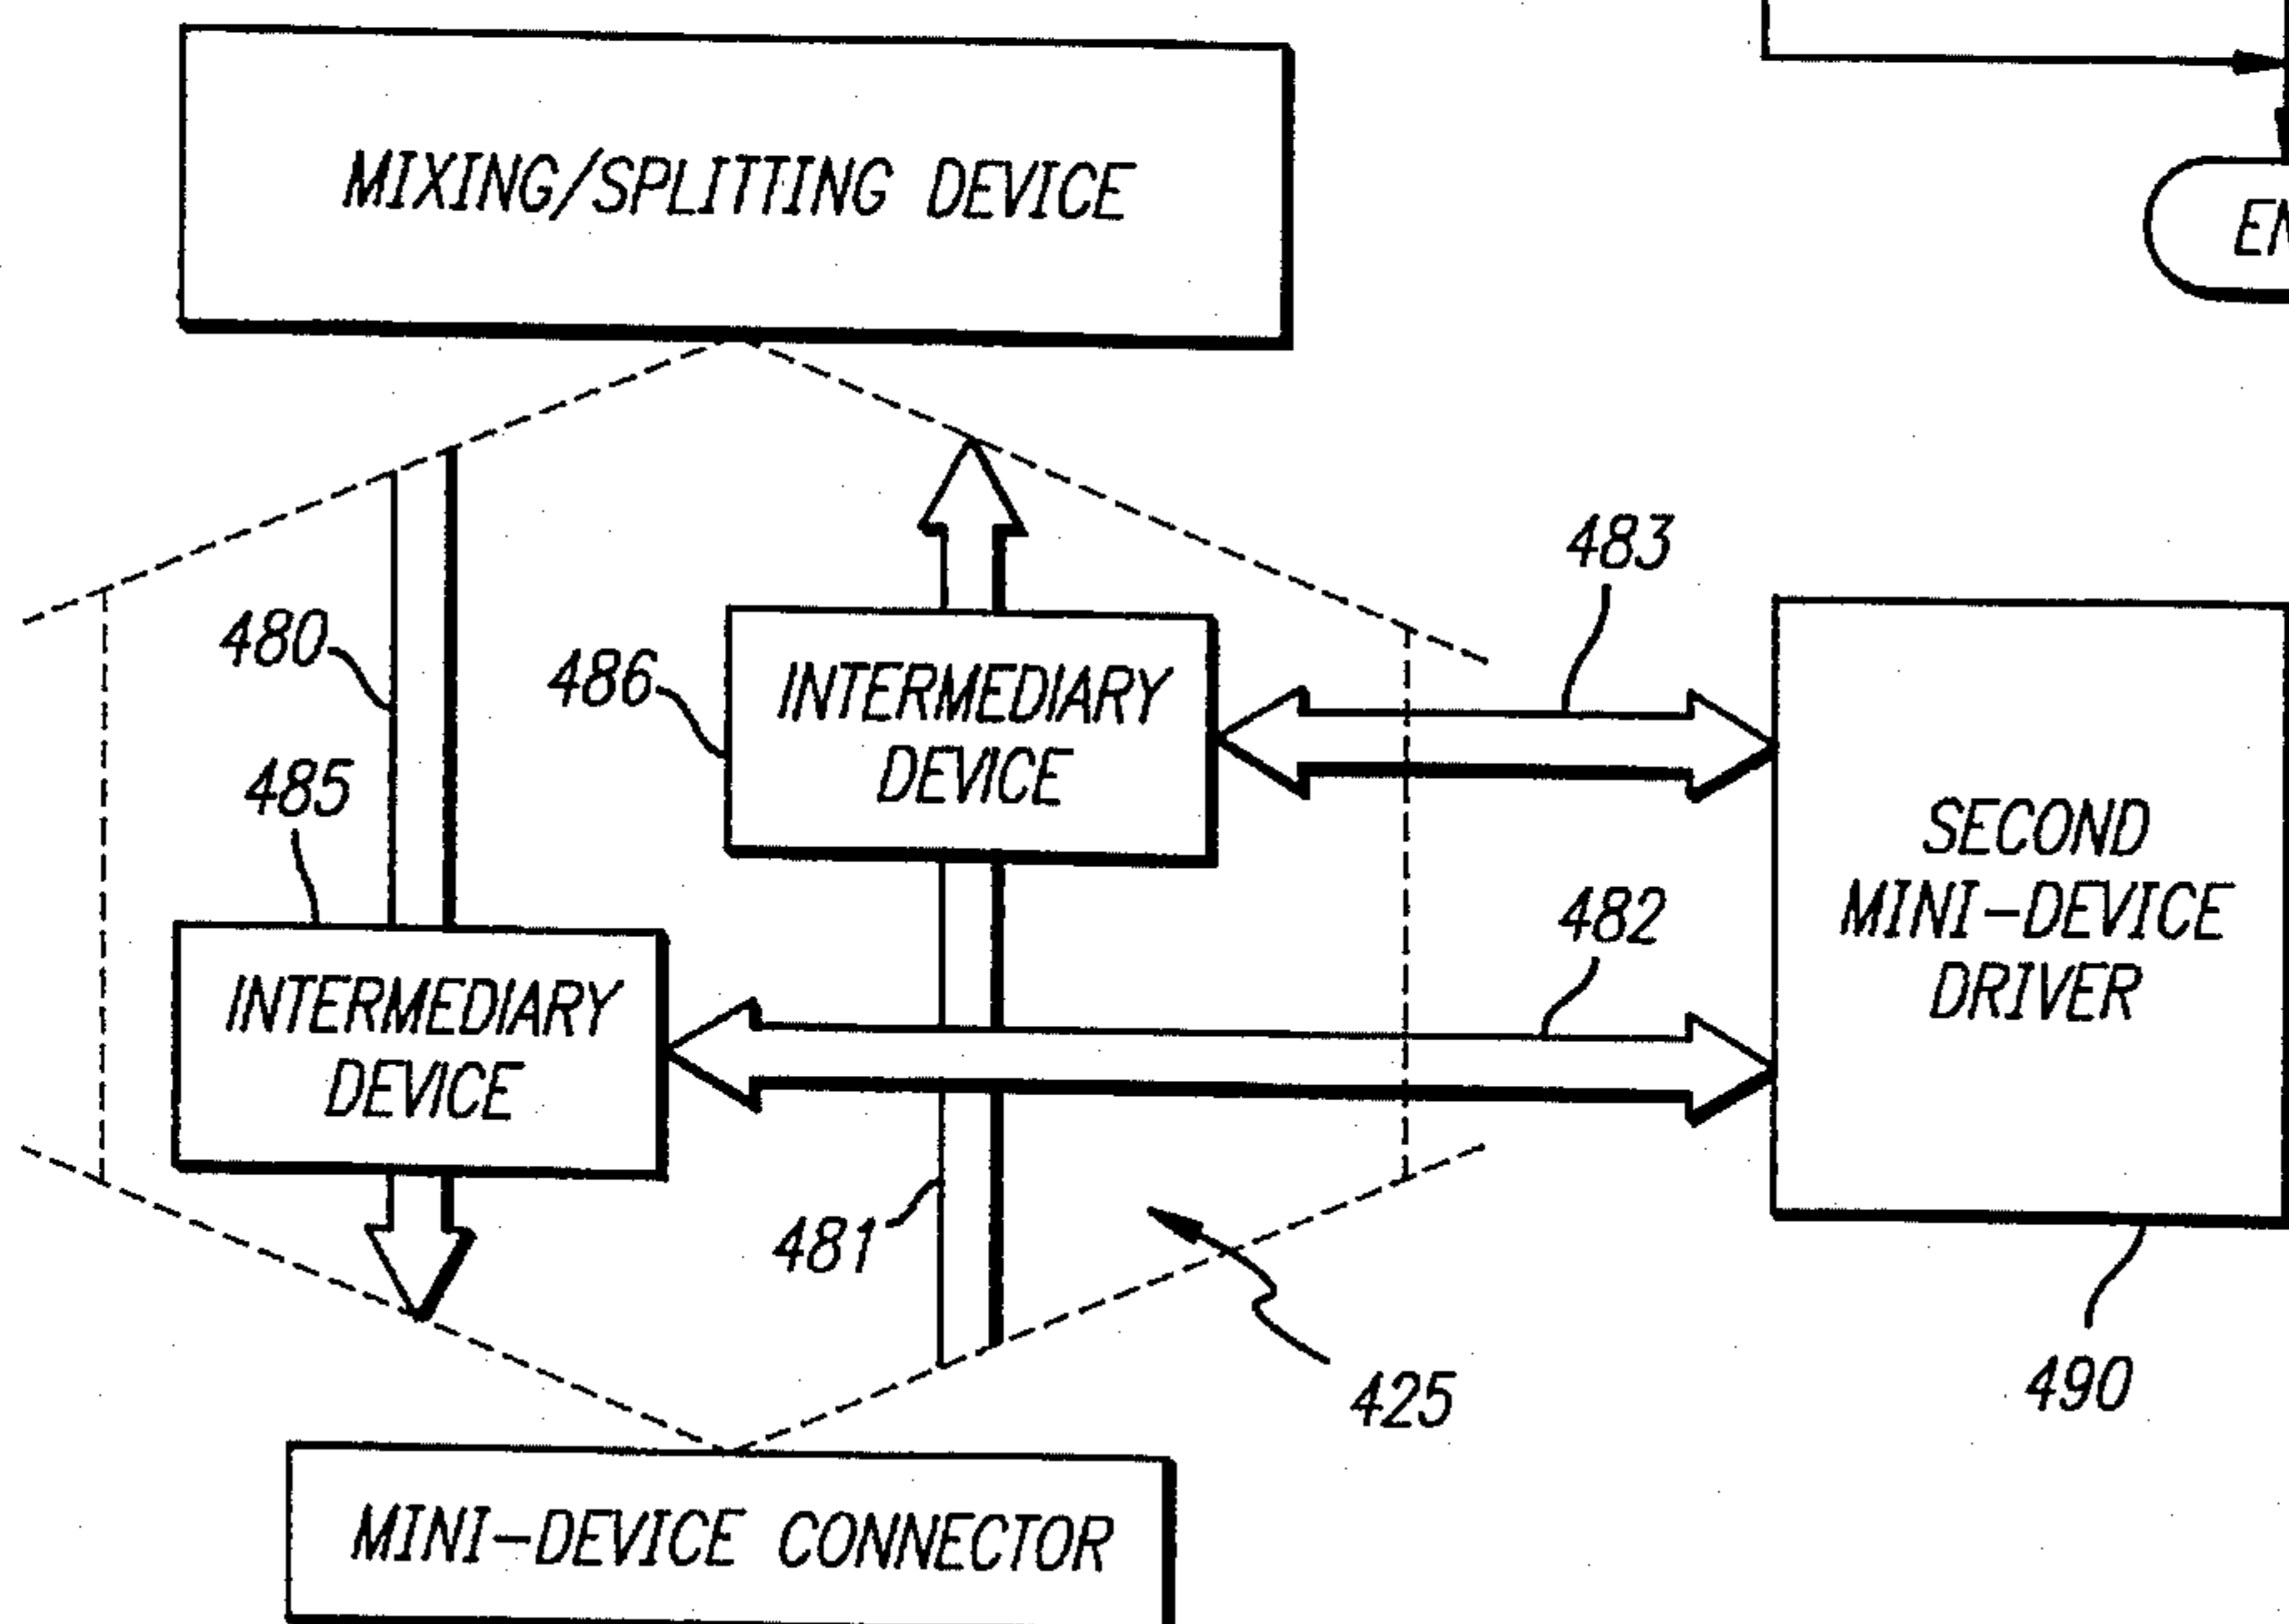 MIXING/SPLITTING DEVICE
483
480
486
INTERMEDIARY
DEVICE
485
SECOND
MINI-DEVICE
DRIVER
482
INTERMEDIARY
DEVICE
481
425
490
MINI-DEVICE CONNECTOR